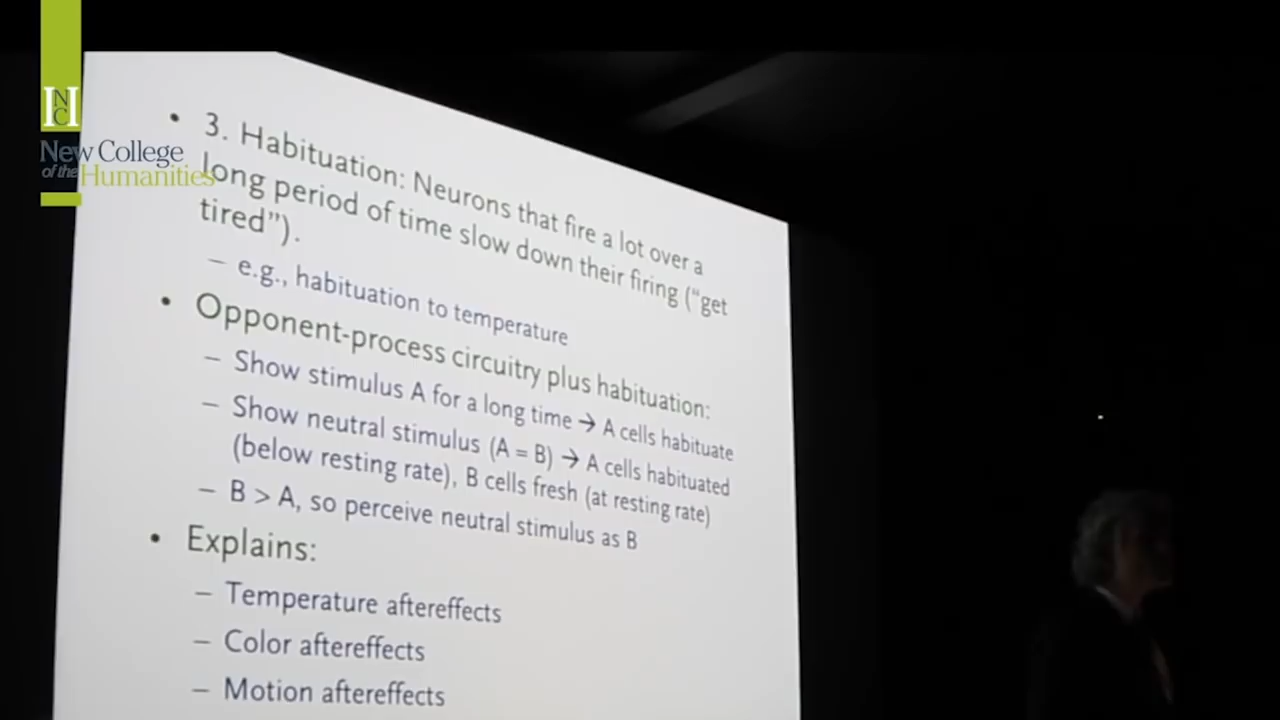 NCH
New College
of the Humanities
• 3. Habituation: Neurons that fire a lot over a
long period of time slow down their firing (“get
tired”).
– e.g., habituation to temperature
• Opponent-process circuitry plus habituation:
– Show stimulus A for a long time → A cells habituate
– Show neutral stimulus (A = B) → A cells habituated
(below resting rate), B cells fresh (at resting rate)
– B > A, so perceive neutral stimulus as B
• Explains:
– Temperature aftereffects
– Color aftereffects
– Motion aftereffects